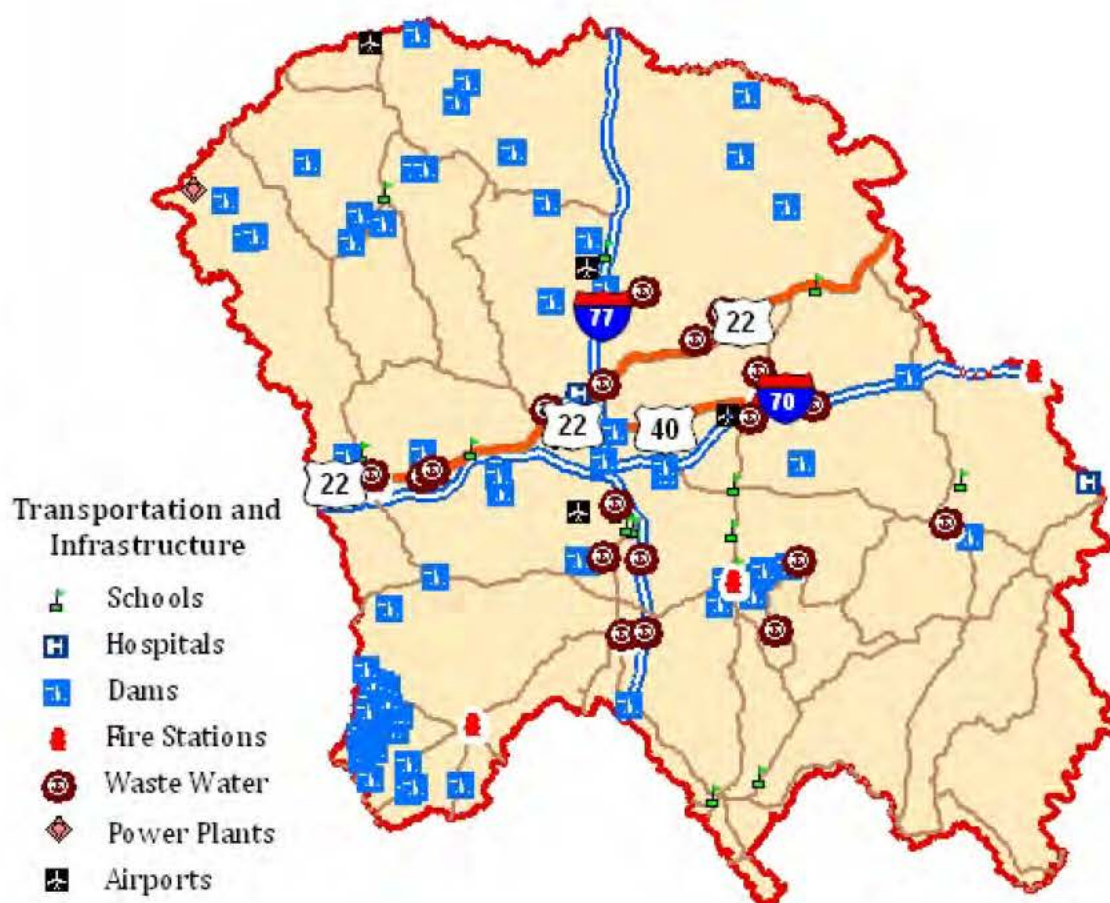 77
22
70
22
40
22
Transportation and
Infrastructure
Schools
H Hospitals
Dams
Fire Stations
Waste Water
Power Plants
Airports
H
H